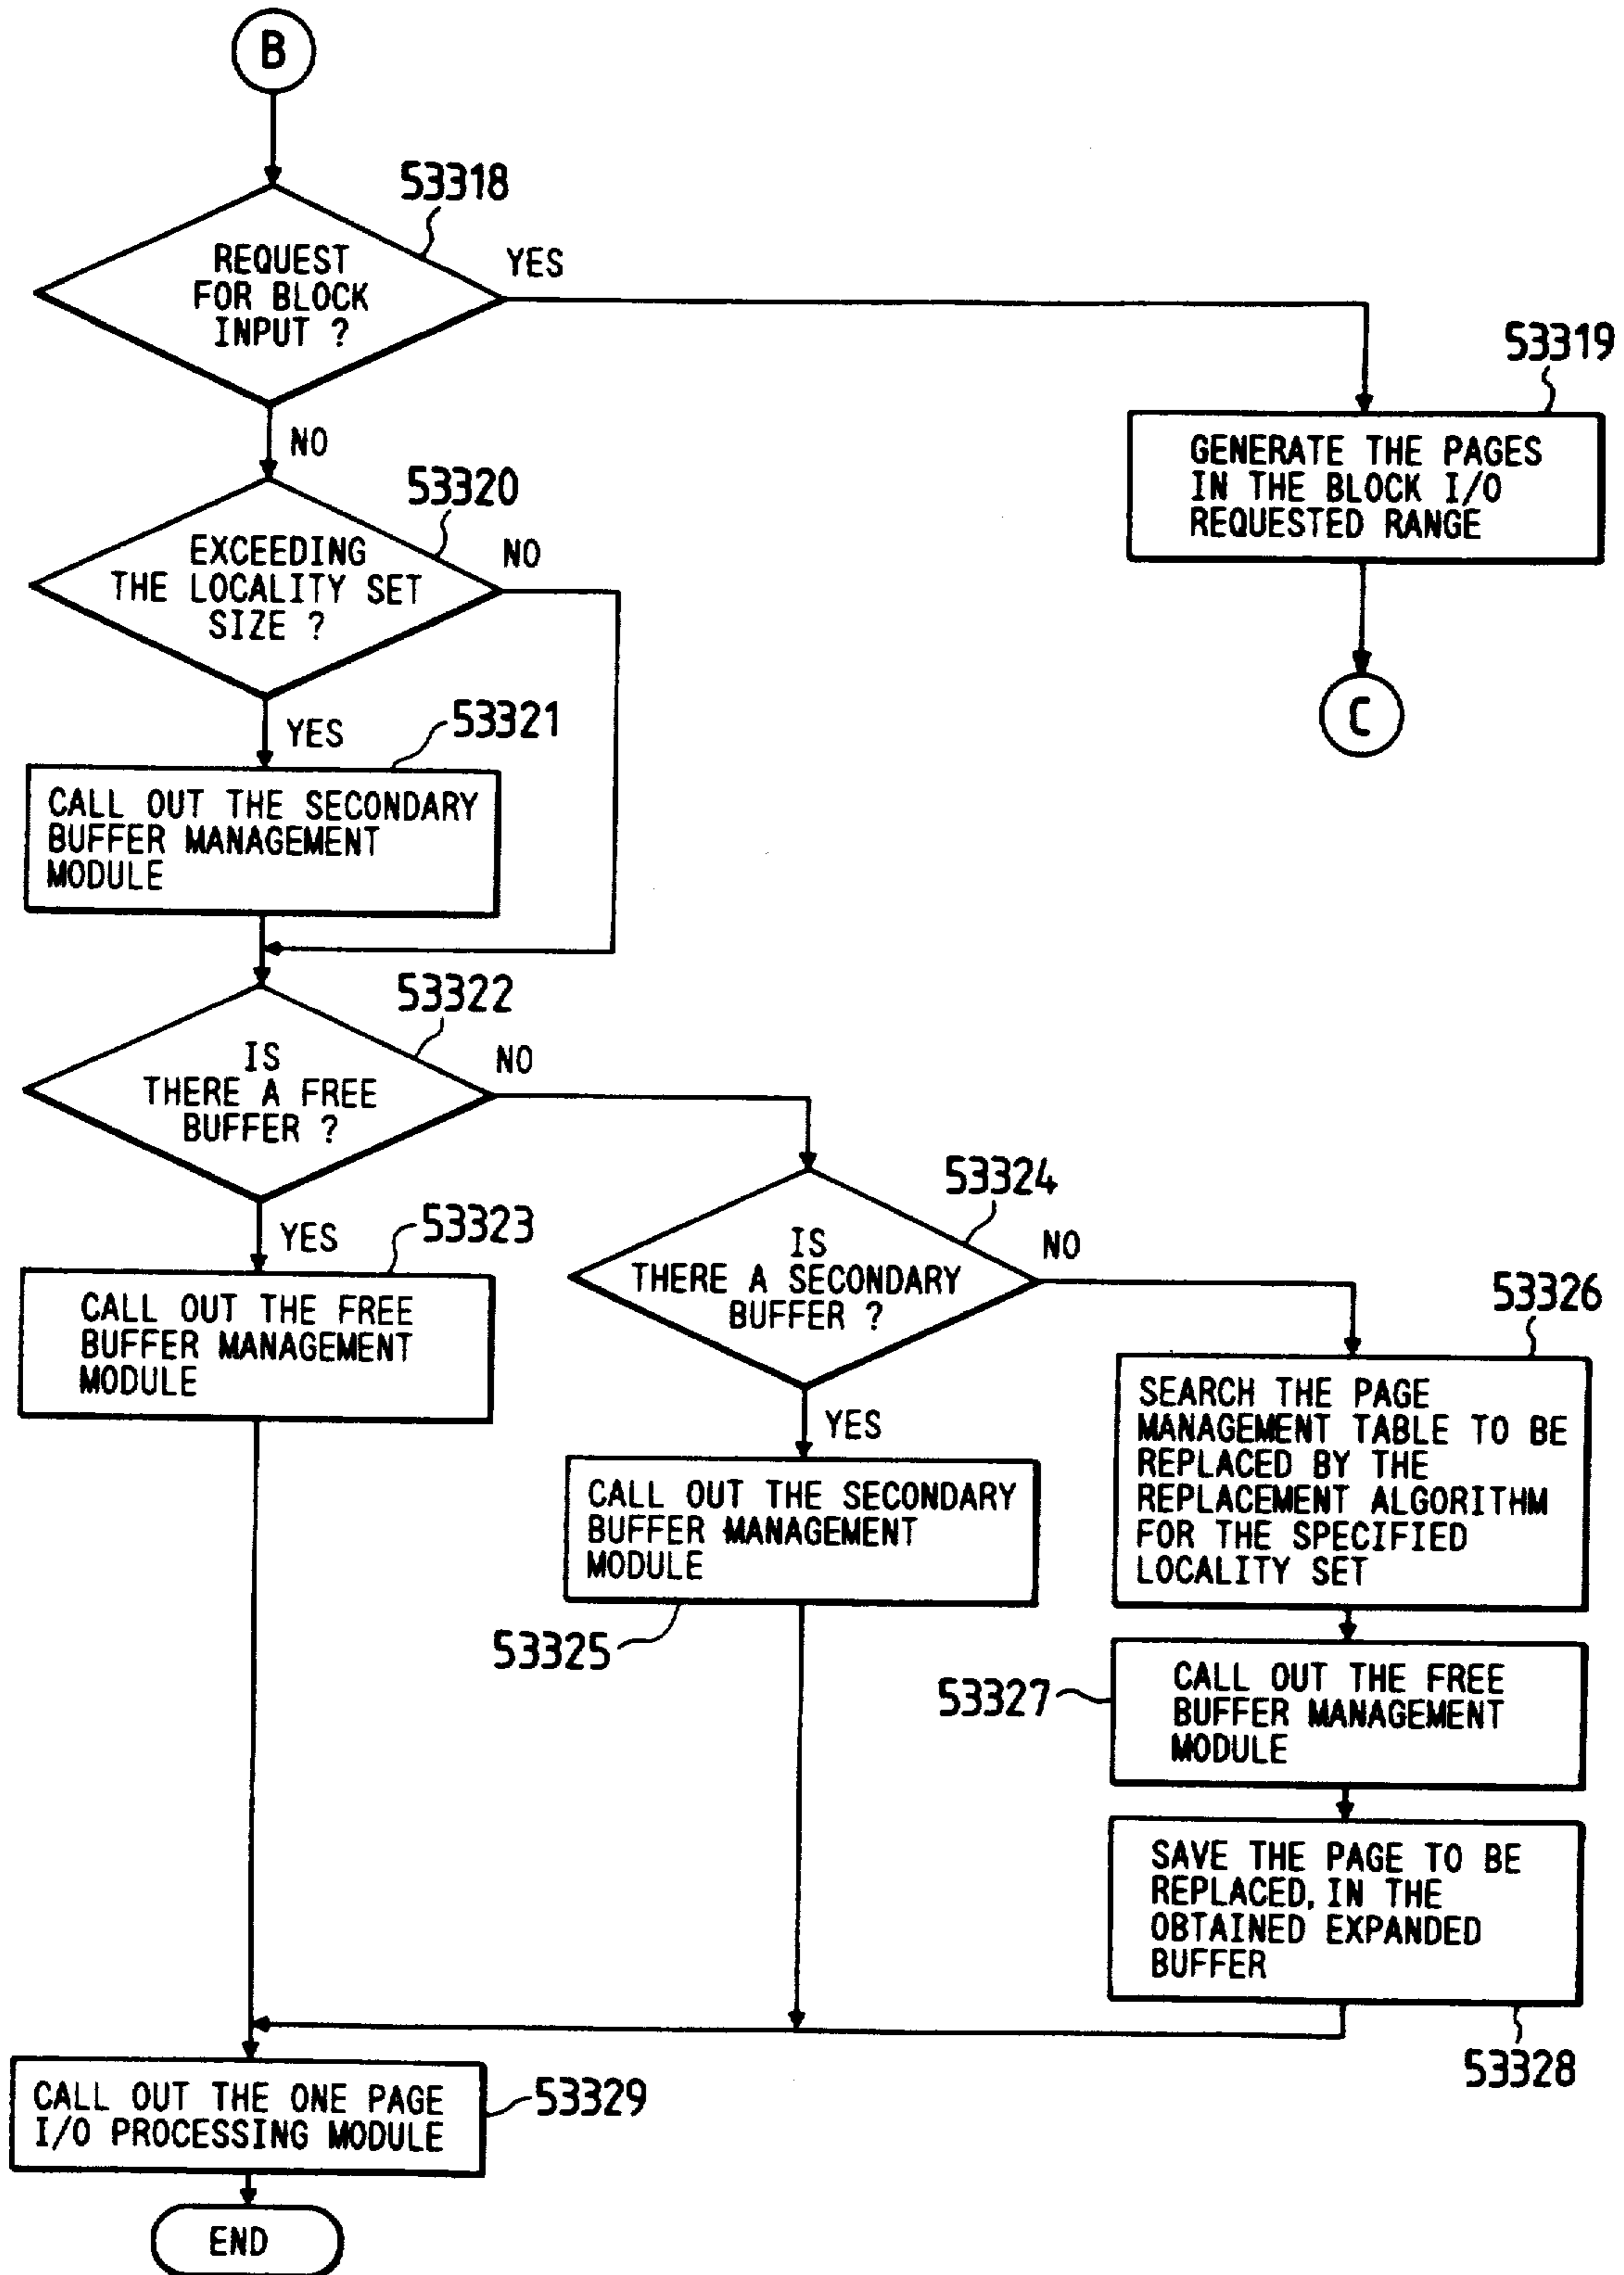 B
53318
REQUEST
FOR BLOCK
INPUT ?
YES
NO
53319
GENERATE THE PAGES
IN THE BLOCK I/O
REQUESTED RANGE
C
53320
EXCEEDING
THE LOCALITY SET
SIZE ?
NO
YES
53321
CALL OUT THE SECONDARY
BUFFER MANAGEMENT
MODULE
53322
IS
THERE A FREE
BUFFER ?
NO
YES
53323
CALL OUT THE FREE
BUFFER MANAGEMENT
MODULE
53324
IS
THERE A SECONDARY
BUFFER ?
NO
YES
CALL OUT THE SECONDARY
BUFFER MANAGEMENT
MODULE
53325
53326
SEARCH THE PAGE
MANAGEMENT TABLE TO BE
REPLACED BY THE
REPLACEMENT ALGORITHM
FOR THE SPECIFIED
LOCALITY SET
53327
CALL OUT THE FREE
BUFFER MANAGEMENT
MODULE
SAVE THE PAGE TO BE
REPLACED, IN THE
OBTAINED EXPANDED
BUFFER
53328
CALL OUT THE ONE PAGE
I/O PROCESSING MODULE
53329
END